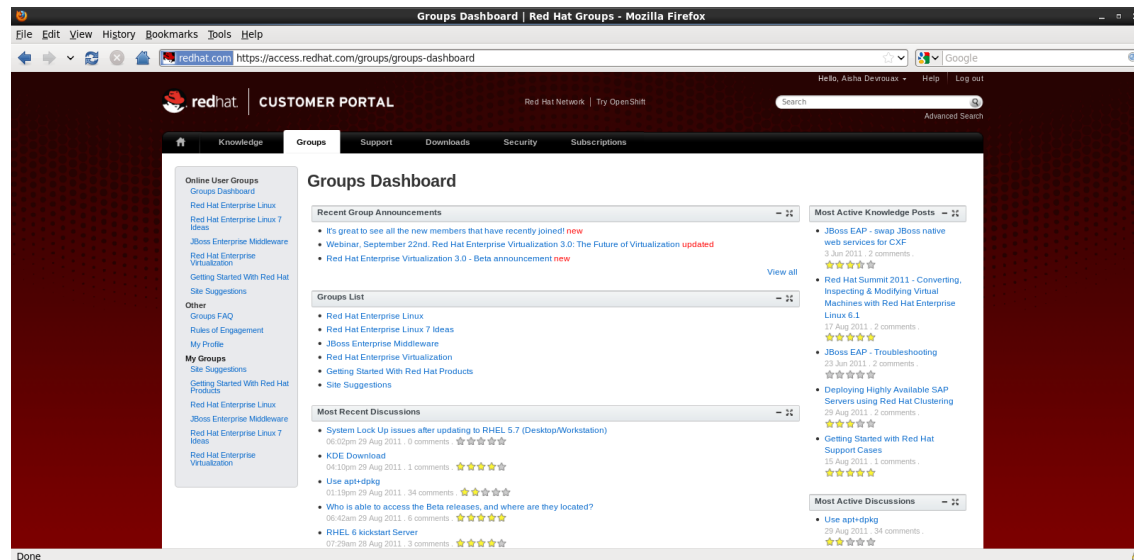 Groups Dashboard | Red Hat Groups - Mozilla Firefox
File Edit View History Bookmarks Tools Help
redhat.com https://access.redhat.com/groups/groups-dashboard
Google
Hello, Aisha Devrouax Help Log out
redhat. CUSTOMER PORTAL
Red Hat Network | Try OpenShift
Search
Advanced Search
Knowledge Groups Support Downloads Security Subscriptions
Online User Groups
Groups Dashboard
Red Hat Enterprise Linux
Red Hat Enterprise Linux 7
Ideas
JBoss Enterprise Middleware
Red Hat Enterprise
Virtualization
Getting Started With Red Hat
Site Suggestions
Other
Groups FAQ
Rules of Engagement
My Profile
My Groups
Site Suggestions
Getting Started With Red Hat
Products
Red Hat Enterprise Linux
JBoss Enterprise Middleware
Red Hat Enterprise Linux 7
Ideas
Red Hat Enterprise
Virtualization
Groups Dashboard
Recent Group Announcements
It's great to see all the new members that have recently joined! new
Webinar, September 22nd. Red Hat Enterprise Virtualization 3.0: The Future of Virtualization updated
Red Hat Enterprise Virtualization 3.0 - Beta announcement new
View all
Groups List
Red Hat Enterprise Linux
Red Hat Enterprise Linux 7 Ideas
JBoss Enterprise Middleware
Red Hat Enterprise Virtualization
Getting Started With Red Hat Products
Site Suggestions
Most Recent Discussions
System Lock Up issues after updating to RHEL 5.7 (Desktop/Workstation)
06:02pm 29 Aug 2011 . 0 comments .
KDE Download
04:10pm 29 Aug 2011 . 1 comments .
Use apt+dpkg
01:19pm 29 Aug 2011 . 34 comments .
Who is able to access the Beta releases, and where are they located?
06:42am 29 Aug 2011 . 6 comments .
RHEL 6 kickstart Server
07:29am 28 Aug 2011 . 3 comments .
Most Active Knowledge Posts
JBoss EAP - swap JBoss native
web services for CXF
3 Jun 2011 . 2 comments .
Red Hat Summit 2011 - Converting,
Inspecting & Modifying Virtual
Machines with Red Hat Enterprise
Linux 6.1
17 Aug 2011 . 2 comments .
JBoss EAP - Troubleshooting
23 Jun 2011 . 2 comments .
Deploying Highly Available SAP
Servers using Red Hat Clustering
29 Aug 2011 . 2 comments .
Getting Started with Red Hat
Support Cases
15 Aug 2011 . 1 comments .
Most Active Discussions
Use apt+dpkg
29 Aug 2011 . 34 comments .
Done